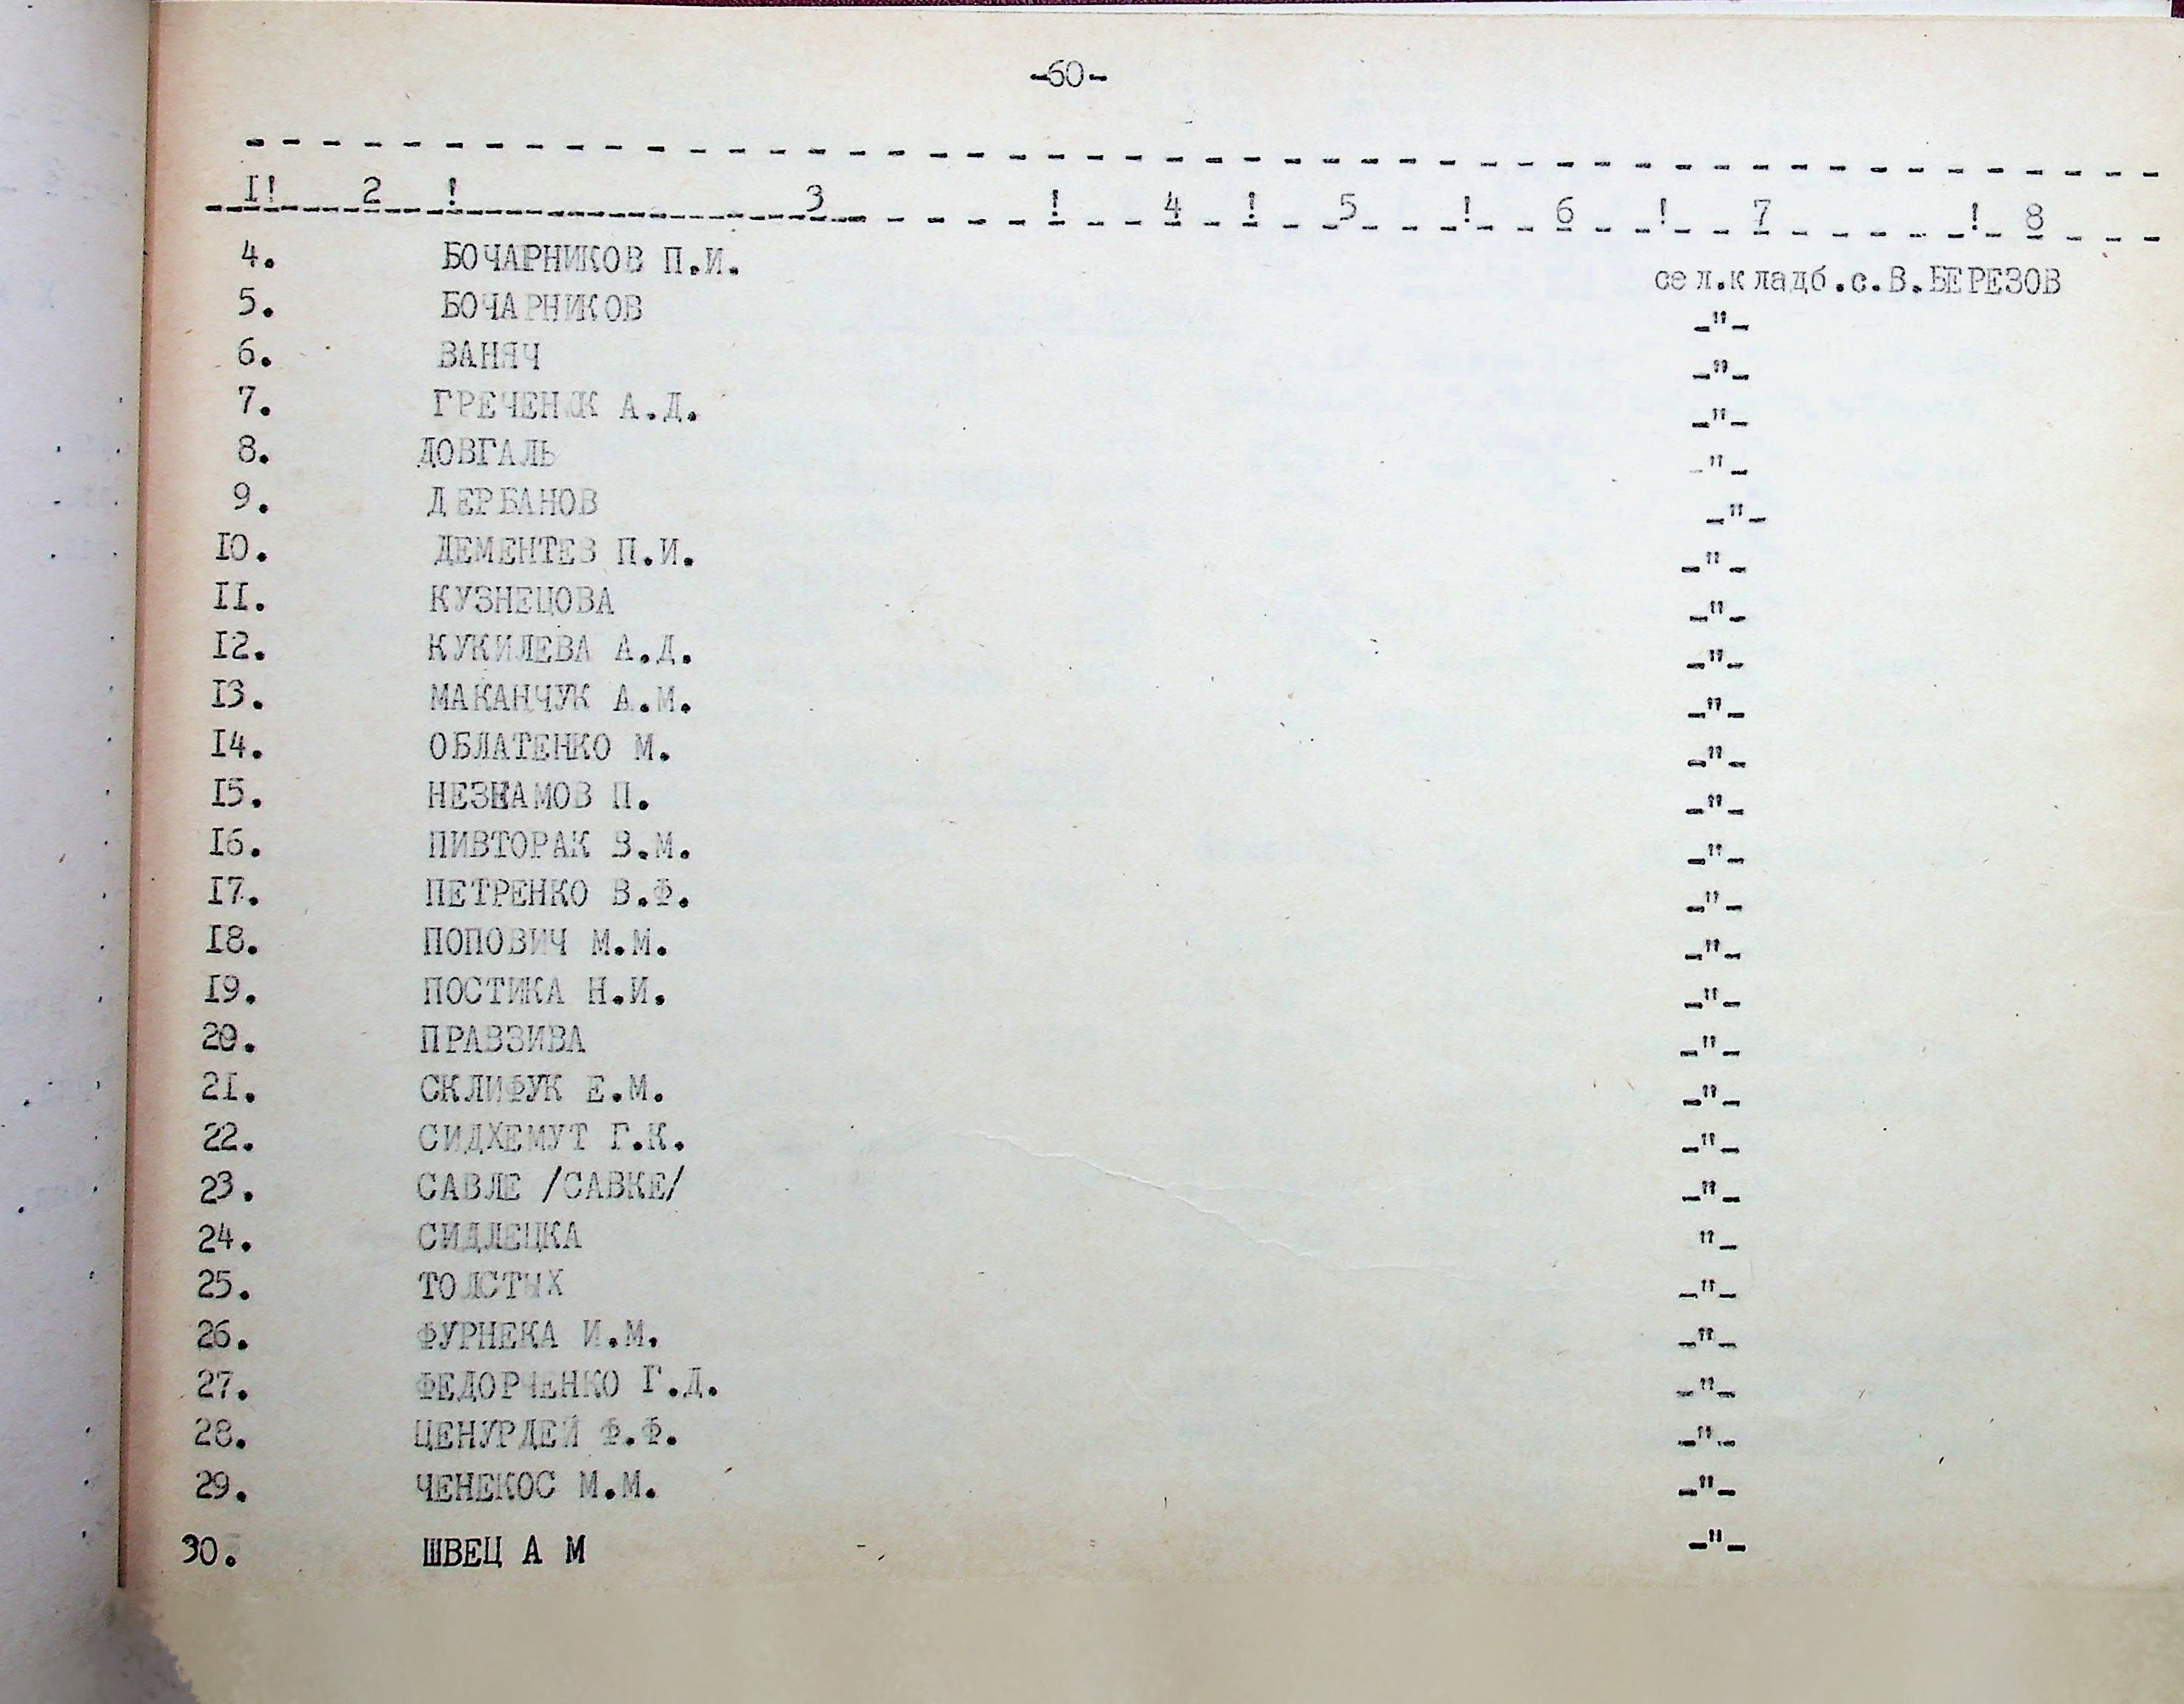 -60-
I! 2 ! 3 ! 4 ! 5 ! 6 ! 7 ! 8
4. БОЧАРНИКОВ П.И. сел.кладб.с.В.БЕРЕЗОВ
5. БОЧАРНИКОВ -"-
6. ВАНЯЧ -"-
7. ГРЕЧЕНЮК А.Д. -"-
8. ДОВГАЛЬ -"-
9. ДЕРБАНОВ -"-
IO. ДЕМЕНТЕВ П.И. -"-
II. КУЗНЕЦОВА -"-
I2. КУКИЛЕВА А.Д. -"-
I3. МАКАНЧУК А.М. -"-
I4. ОБЛАТЕНКО М. -"-
I5. НЕЗНАМОВ П. -"-
I6. ПИВТОРАК В.М. -"-
I7. ПЕТРЕНКО В.Ф. -"-
I8. ПОПОВИЧ М.М. -"-
I9. ПОСТИКА Н.И. -"-
20. ПРАВЗИВА -"-
2I. СКЛИФУК Е.М. -"-
22. СИДХЕМУТ Г.К. -"-
23. САВЛЕ /САВКЕ/ -"-
24. СИДЛЕЦКА "-
25. ТОЛСТЫХ -"-
26. ФУРНЕКА И.М. -"-
27. ФЕДОРЧЕНКО Г.Д. -"-
28. ЦЕНУРДЕЙ Ф.Ф. -"-
29. ЧЕНЕКОС М.М. -"-
30. ШВЕЦ А М -"-